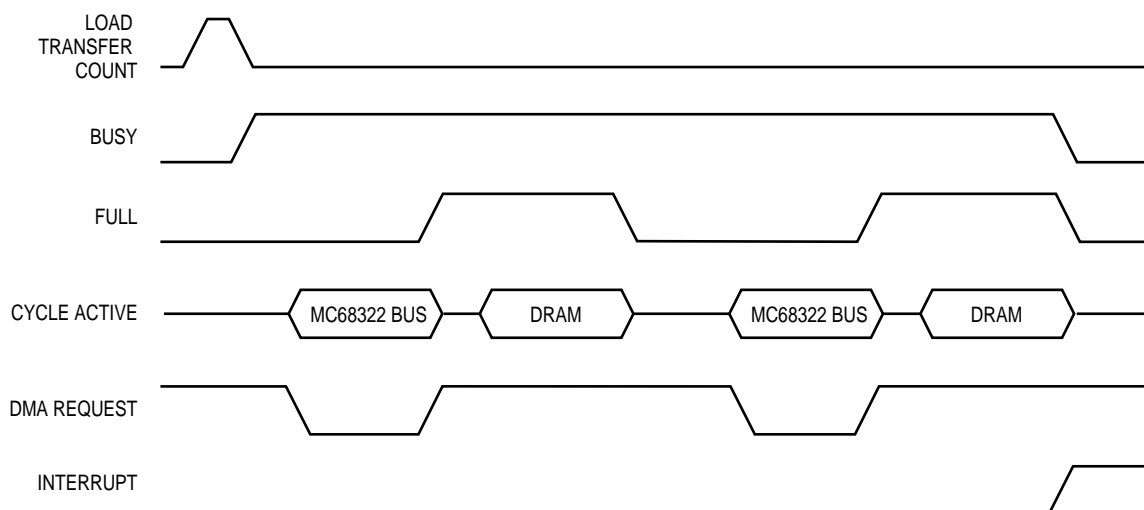 LOAD
TRANSFER
COUNT
BUSY
FULL
CYCLE ACTIVE
MC68322 BUS
DRAM
MC68322 BUS
DRAM
DMA REQUEST
INTERRUPT